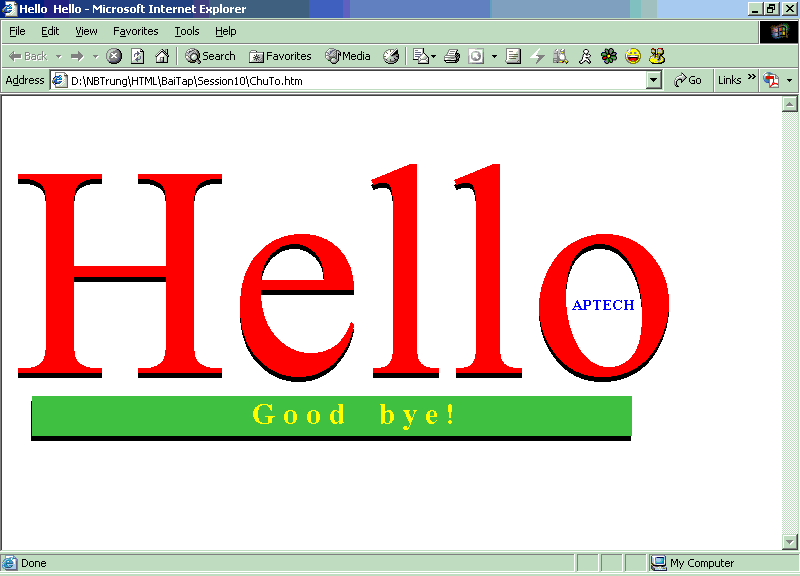 Hello  Hello - Microsoft Internet Explorer
File Edit View Favorites Tools Help
Back Search Favorites Media
Address D:\NBTrung\HTML\BaiTap\Session10\ChuTo.htm Go Links »
Hello
APTECH
Good bye!
Done My Computer